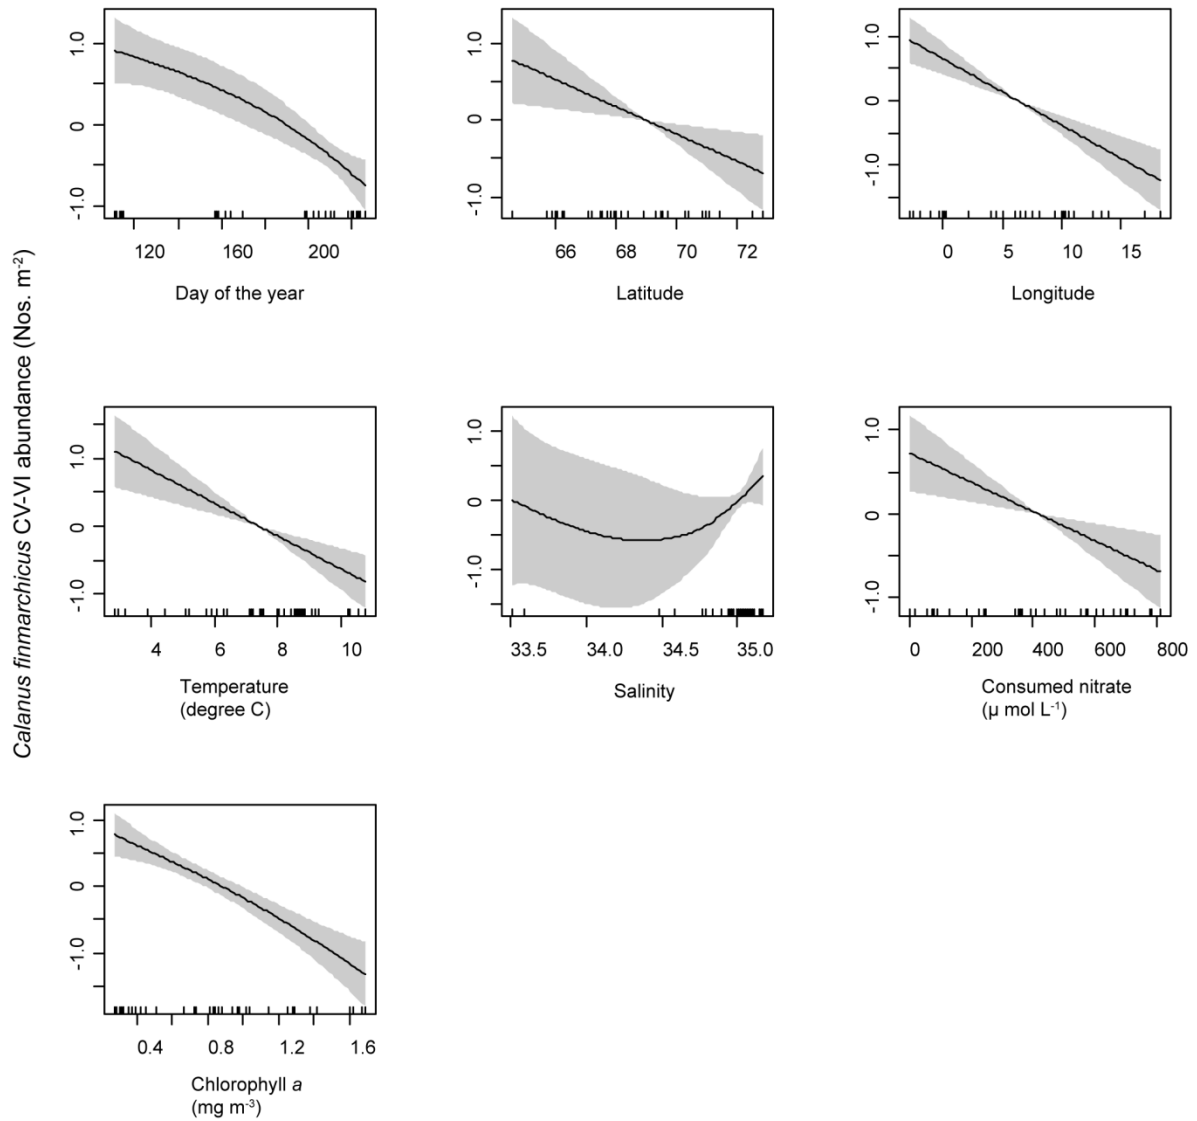 Calanus finmarchicus CV-VI abundance (Nos. m-2)
1.0
0
-1.0
120 160 200
Day of the year
1.0
0
-1.0
66 68 70 72
Latitude
1.0
0
-1.0
0 5 10 15
Longitude
1.0
0
-1.0
4 6 8 10
Temperature
(degree C)
1.0
0
-1.0
33.5 34.0 34.5 35.0
Salinity
1.0
0
-1.0
0 200 400 600 800
Consumed nitrate
(µ mol L-1)
1.0
0
-1.0
0.4 0.8 1.2 1.6
Chlorophyll a
(mg m-3)